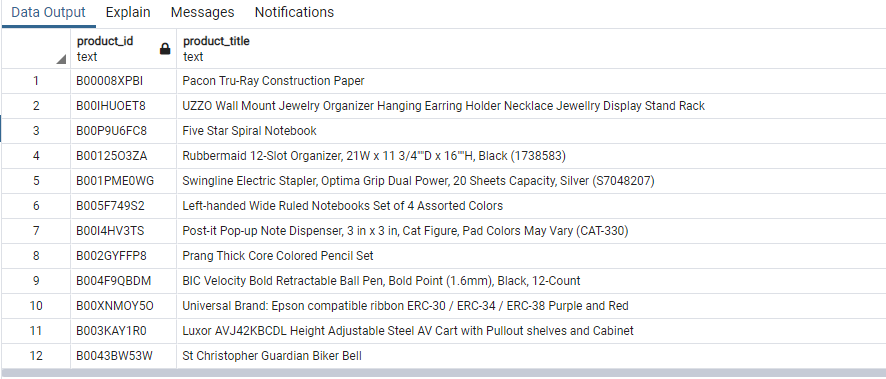 Data Output Explain Messages Notifications
product_id product_title
text text
1 B00008XPBI Pacon Tru-Ray Construction Paper
2 B00IHUOET8 UZZO Wall Mount Jewelry Organizer Hanging Earring Holder Necklace Jewellry Display Stand Rack
3 B00P9U6FC8 Five Star Spiral Notebook
4 B00125O3ZA Rubbermaid 12-Slot Organizer, 21W x 11 3/4""D x 16""H, Black (1738583)
5 B001PME0WG Swingline Electric Stapler, Optima Grip Dual Power, 20 Sheets Capacity, Silver (S7048207)
6 B005F749S2 Left-handed Wide Ruled Notebooks Set of 4 Assorted Colors
7 B00I4HV3TS Post-it Pop-up Note Dispenser, 3 in x 3 in, Cat Figure, Pad Colors May Vary (CAT-330)
8 B002GYFFP8 Prang Thick Core Colored Pencil Set
9 B004F9QBDM BIC Velocity Bold Retractable Ball Pen, Bold Point (1.6mm), Black, 12-Count
10 B00XNMOY5O Universal Brand: Epson compatible ribbon ERC-30 / ERC-34 / ERC-38 Purple and Red
11 B003KAY1R0 Luxor AVJ42KBCDL Height Adjustable Steel AV Cart with Pullout shelves and Cabinet
12 B0043BW53W St Christopher Guardian Biker Bell